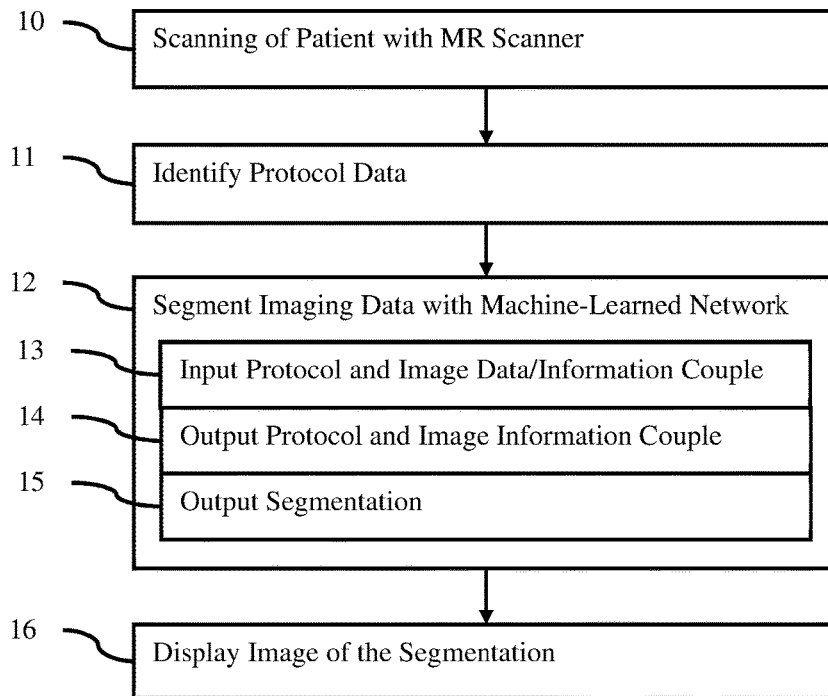 10 Scanning of Patient with MR Scanner
11 Identify Protocol Data
12 Segment Imaging Data with Machine-Learned Network
13 Input Protocol and Image Data/Information Couple
14 Output Protocol and Image Information Couple
15 Output Segmentation
16 Display Image of the Segmentation